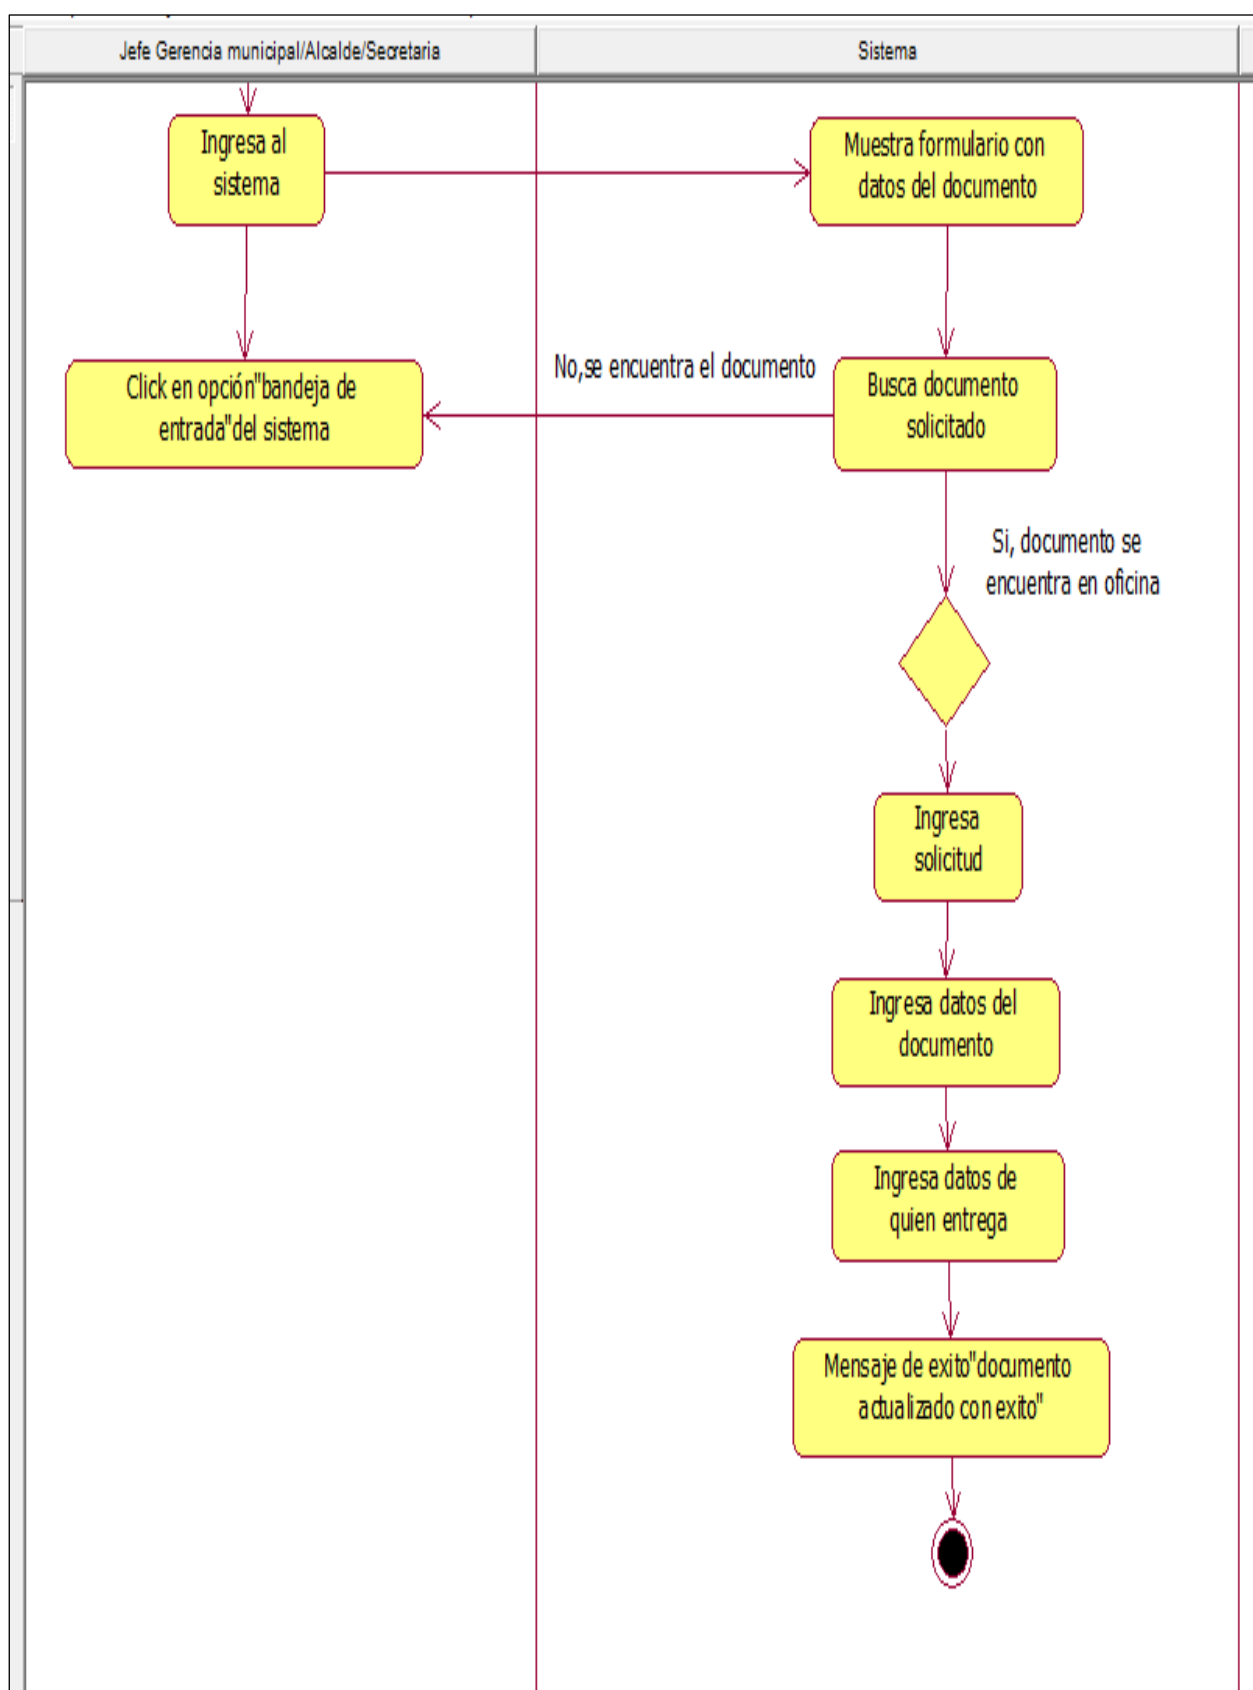 Jefe Gerencia municipal/Alcalde/Secretaria
Sistema
Ingresa al
sistema
Muestra formulario con
datos del documento
Click en opción"bandeja de
entrada"del sistema
No,se encuentra el documento
Busca documento
solicitado
Si, documento se
encuentra en oficina
Ingresa
solicitud
Ingresa datos del
documento
Ingresa datos de
quien entrega
Mensaje de exito"documento
actualizado con exito"